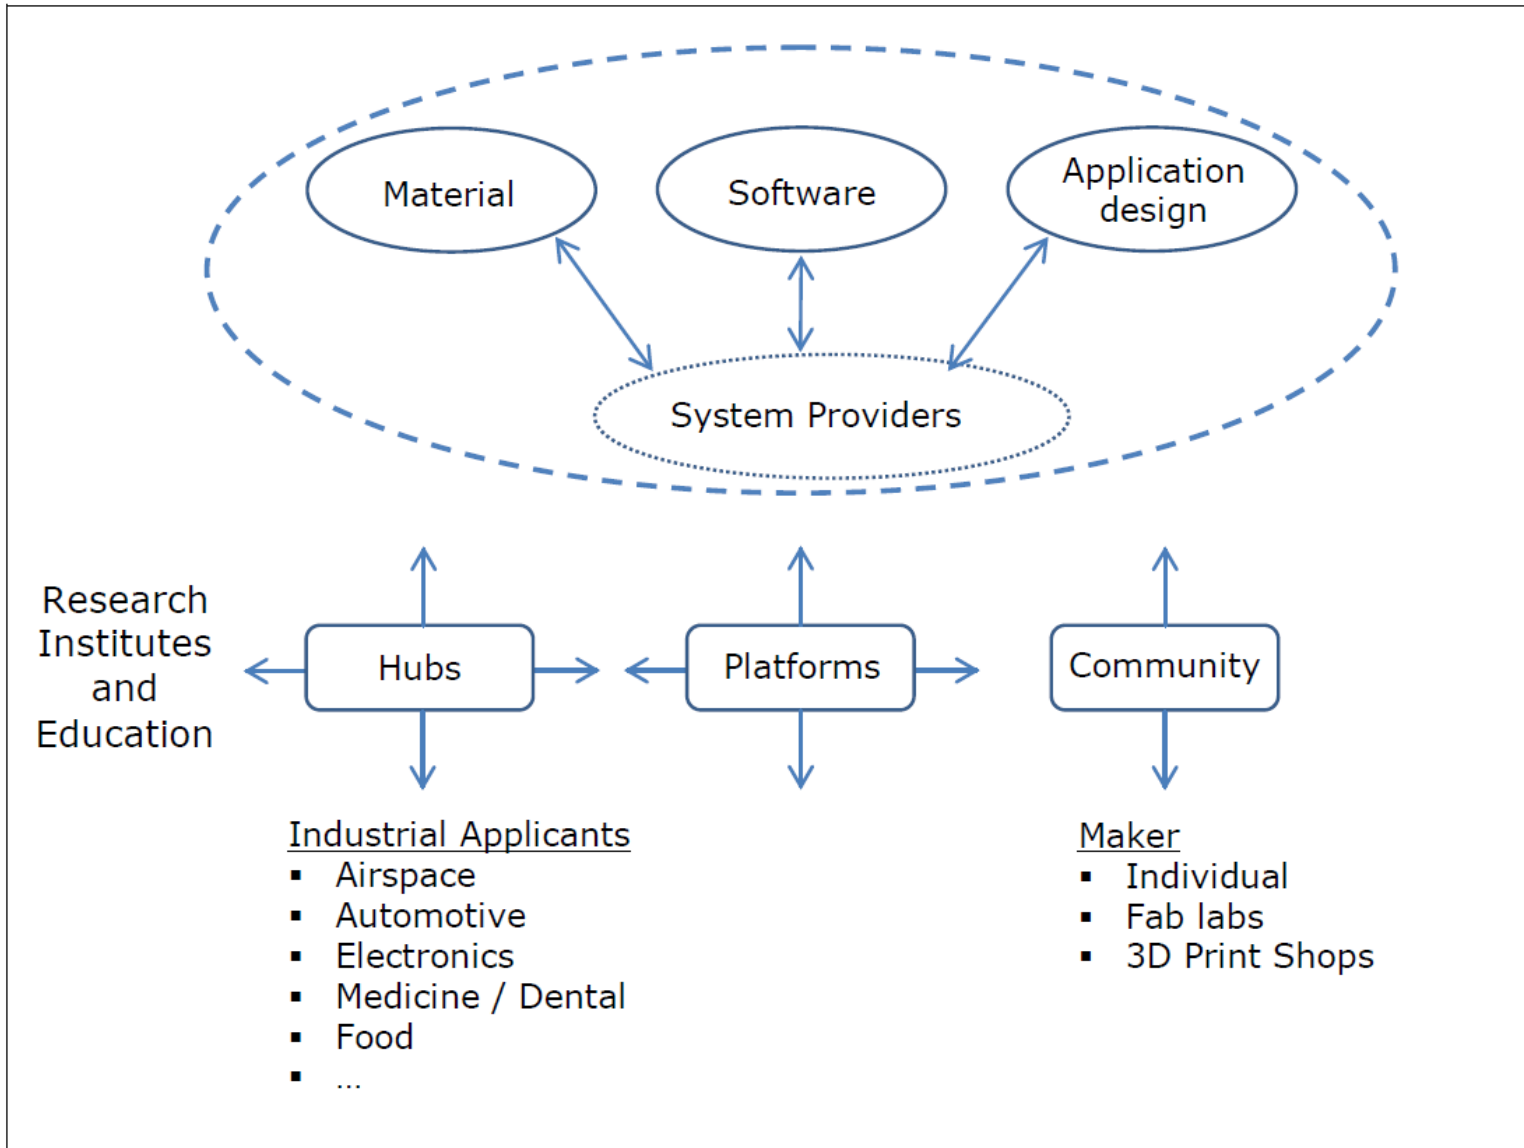 Material
Software
Application
design
System Providers
Research
Institutes
and
Education
Hubs
Platforms
Community
Industrial Applicants
▪ Airspace
▪ Automotive
▪ Electronics
▪ Medicine / Dental
▪ Food
▪ ...
Maker
▪ Individual
▪ Fab labs
▪ 3D Print Shops